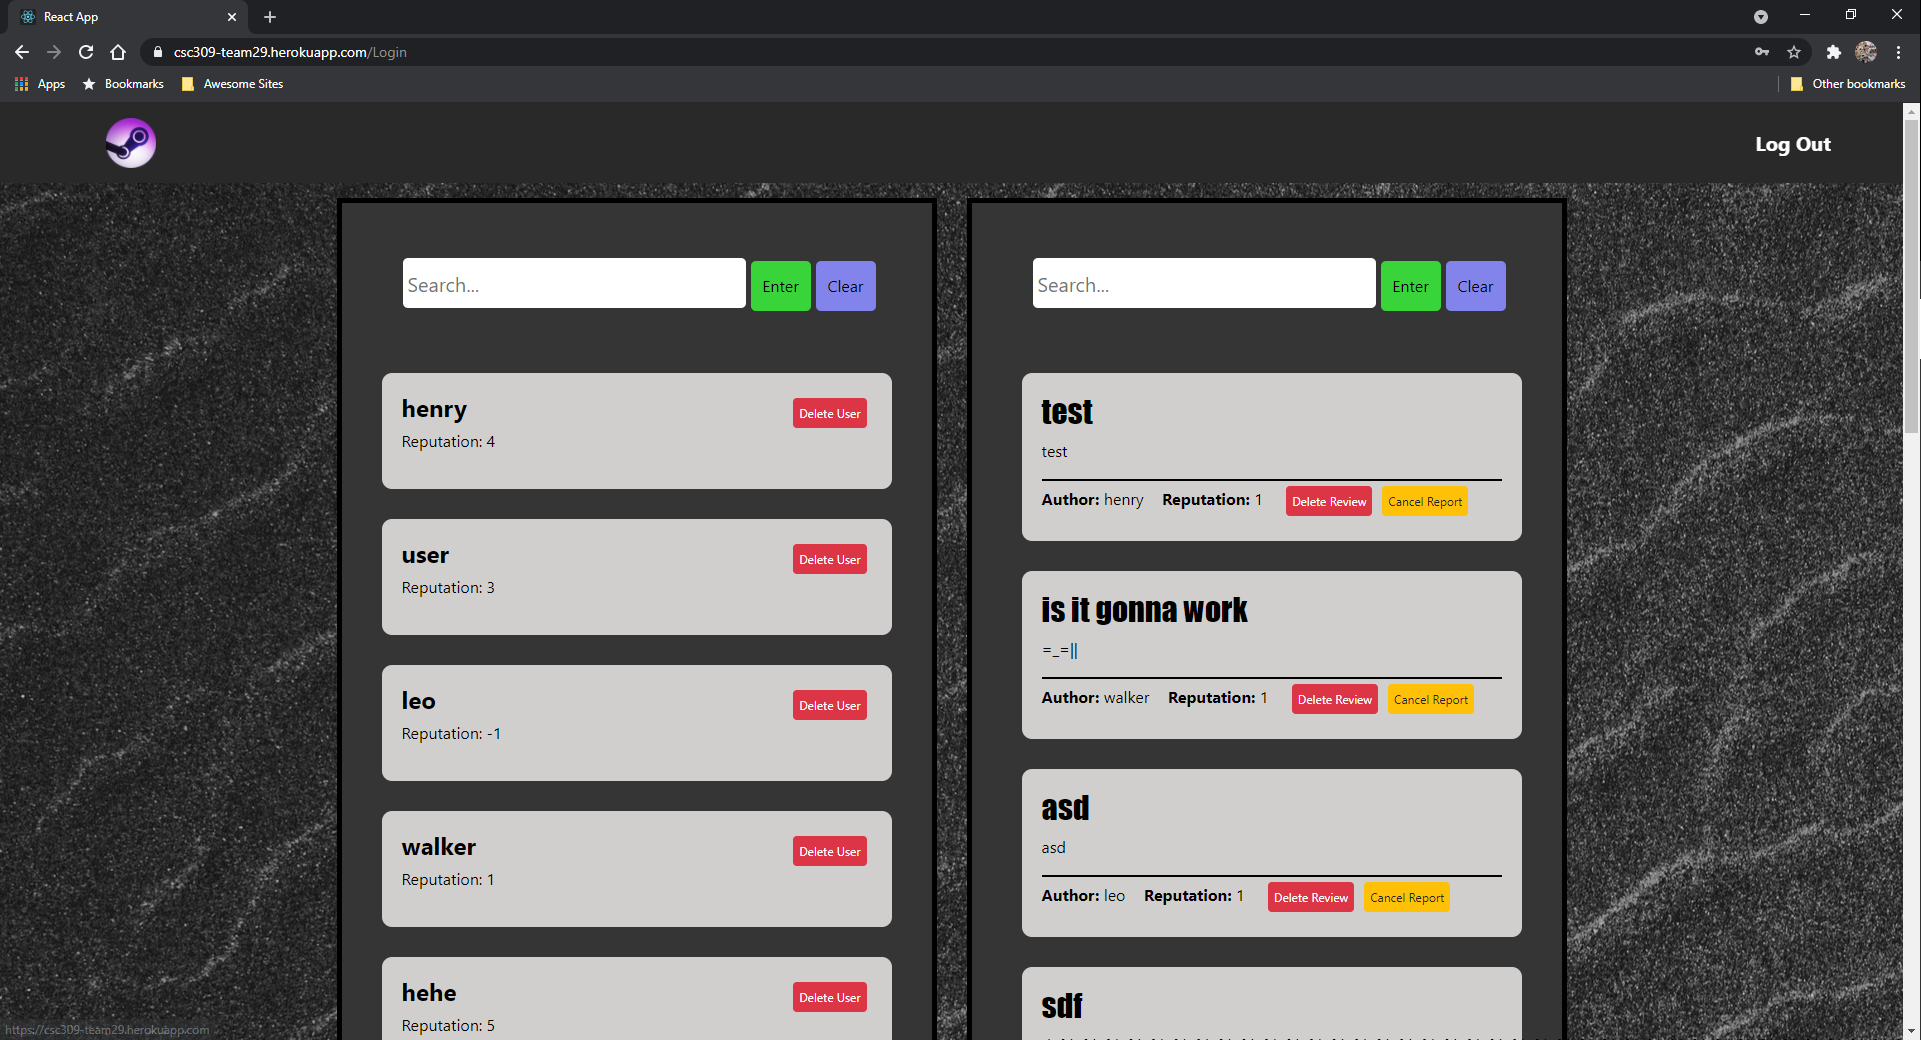 React App
csc309-team29.herokuapp.com/Login
Apps
Bookmarks
Awesome Sites
Other bookmarks
Log Out
Search...
Enter
Clear
henry
Delete User
Reputation: 4
user
Delete User
Reputation: 3
leo
Delete User
Reputation: -1
walker
Delete User
Reputation: 1
hehe
Delete User
Reputation: 5
Search...
Enter
Clear
test
test
Author: henry Reputation: 1 Delete Review Cancel Report
is it gonna work
=_=||
Author: walker Reputation: 1 Delete Review Cancel Report
asd
asd
Author: leo Reputation: 1 Delete Review Cancel Report
sdf
https://csc309-team29.herokuapp.com